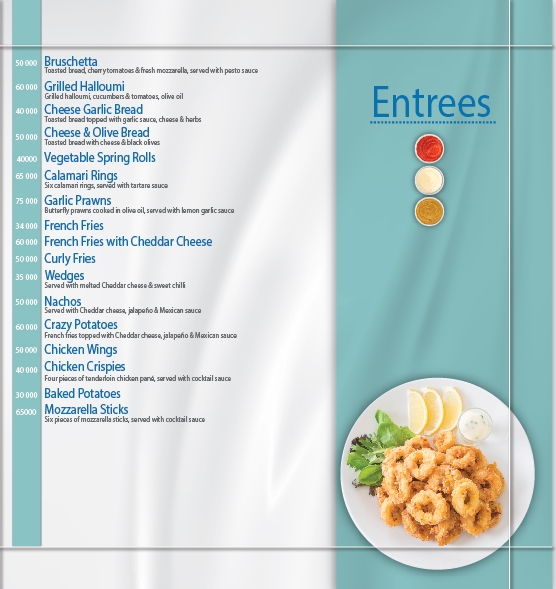 Entrees
50 000 Bruschetta
Toasted bread, cherry tomatoes & fresh mozzarella, served with pesto sauce
60 000 Grilled Halloumi
Grilled halloumi, cucumbers & tomatoes, olive oil
40 000 Cheese Garlic Bread
Toasted bread topped with garlic sauce, cheese & herbs
50 000 Cheese & Olive Bread
Toasted bread with cheese & black olives
40000 Vegetable Spring Rolls
65 000 Calamari Rings
Six calamari rings, served with tartare sauce
75 000 Garlic Prawns
Butterfly prawns cooked in olive oil, served with lemon garlic sauce
34 000 French Fries
60 000 French Fries with Cheddar Cheese
50 000 Curly Fries
35 000 Wedges
Served with melted Cheddar cheese & sweet chilli
50 000 Nachos
Served with Cheddar cheese, jalapeño & Mexican sauce
60 000 Crazy Potatoes
French fries topped with Cheddar cheese, jalapeño & Mexican sauce
50 000 Chicken Wings
40 000 Chicken Crispies
Four pieces of tenderloin chicken pané, served with cocktail sauce
30 000 Baked Potatoes
65000 Mozzarella Sticks
Six pieces of mozzarella sticks, served with cocktail sauce